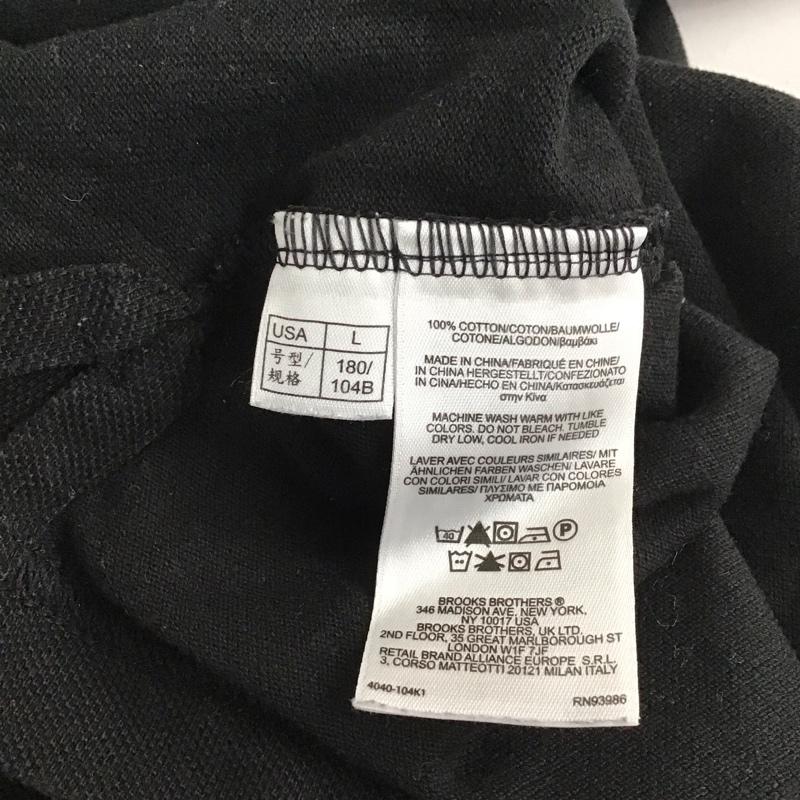 USA L
号型/ 180/
规格 104B
100% COTTON/COTON/BAUMWOLLE/
COTONE/ALGODON/βαμβάκι
MADE IN CHINA/FABRIQUÉ EN CHINE/
IN CHINA HERGESTELLT/CONFEZIONATO
IN CINA/HECHO EN CHINA/Κατασκευάζεται
στην Κίνα
MACHINE WASH WARM WITH LIKE
COLORS. DO NOT BLEACH. TUMBLE
DRY LOW, COOL IRON IF NEEDED
LAVER AVEC COULEURS SIMILAIRES/ MIT
ÄHNLICHEN FARBEN WASCHEN/ LAVARE
CON COLORI SIMILI/ LAVAR CON COLORES
SIMILARES/ ΠΛΥΣΙΜΟ ΜΕ ΠΑΡΟΜΟΙΑ
ΧΡΩΜΑΤΑ
40 P
BROOKS BROTHERS ®
346 MADISON AVE, NEW YORK,
NY 10017 USA
BROOKS BROTHERS, UK LTD.
2ND FLOOR, 35 GREAT MARLBOROUGH ST
LONDON W1F 7JF
RETAIL BRAND ALLIANCE EUROPE S.R.L.
3, CORSO MATTEOTTI 20121 MILAN ITALY
4040-104K1
RN93986